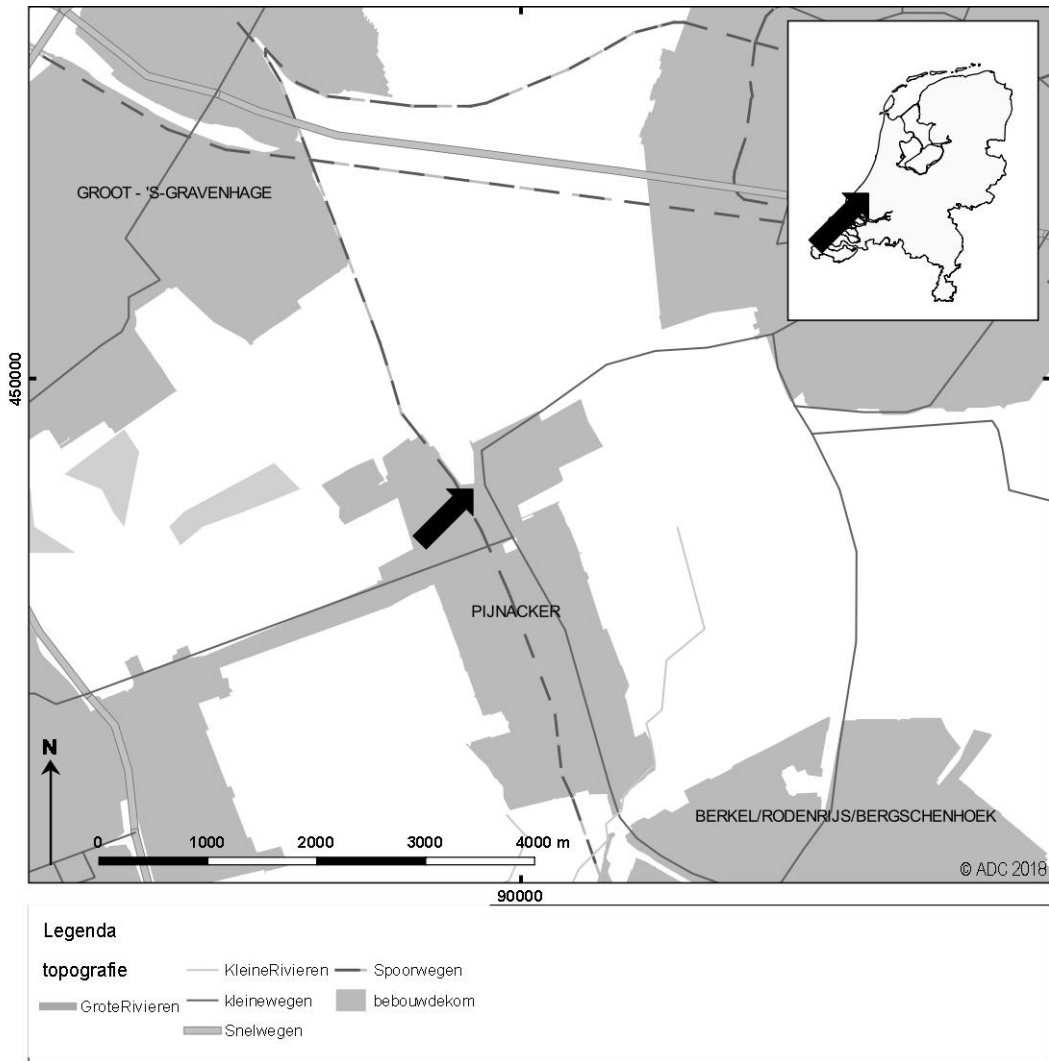 GROOT - 'S-GRAVENHAGE
450000
PIJNACKER
N
0 1000 2000 3000 4000 m
BERKEL/RODENRIJS/BERGSCHENHOEK
© ADC 2018
90000
Legenda
topografie
KleineRivieren
Spoorwegen
GroteRivieren
kleinewegen
bebouwdekom
Snelwegen